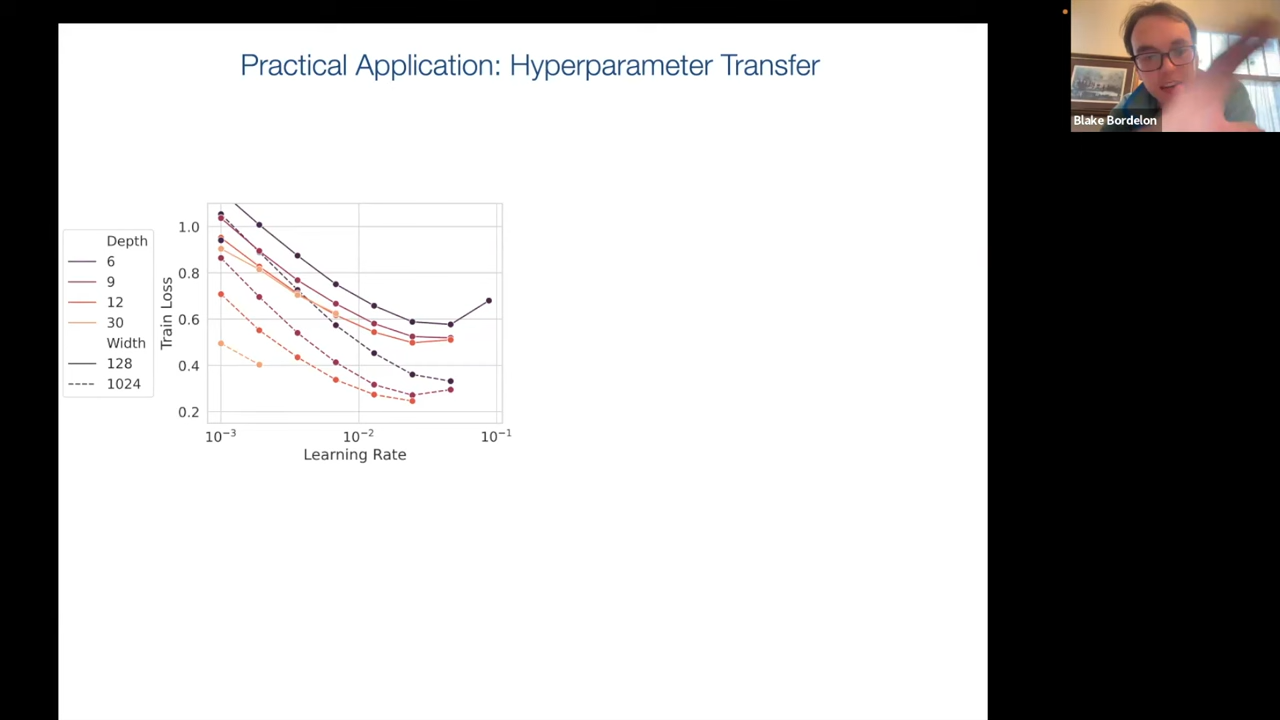 Practical Application: Hyperparameter Transfer
Blake Bordelon
Depth
6
9
12
30
Width
128
1024
Train Loss
1.0
0.8
0.6
0.4
0.2
10⁻³
10⁻²
10⁻¹
Learning Rate